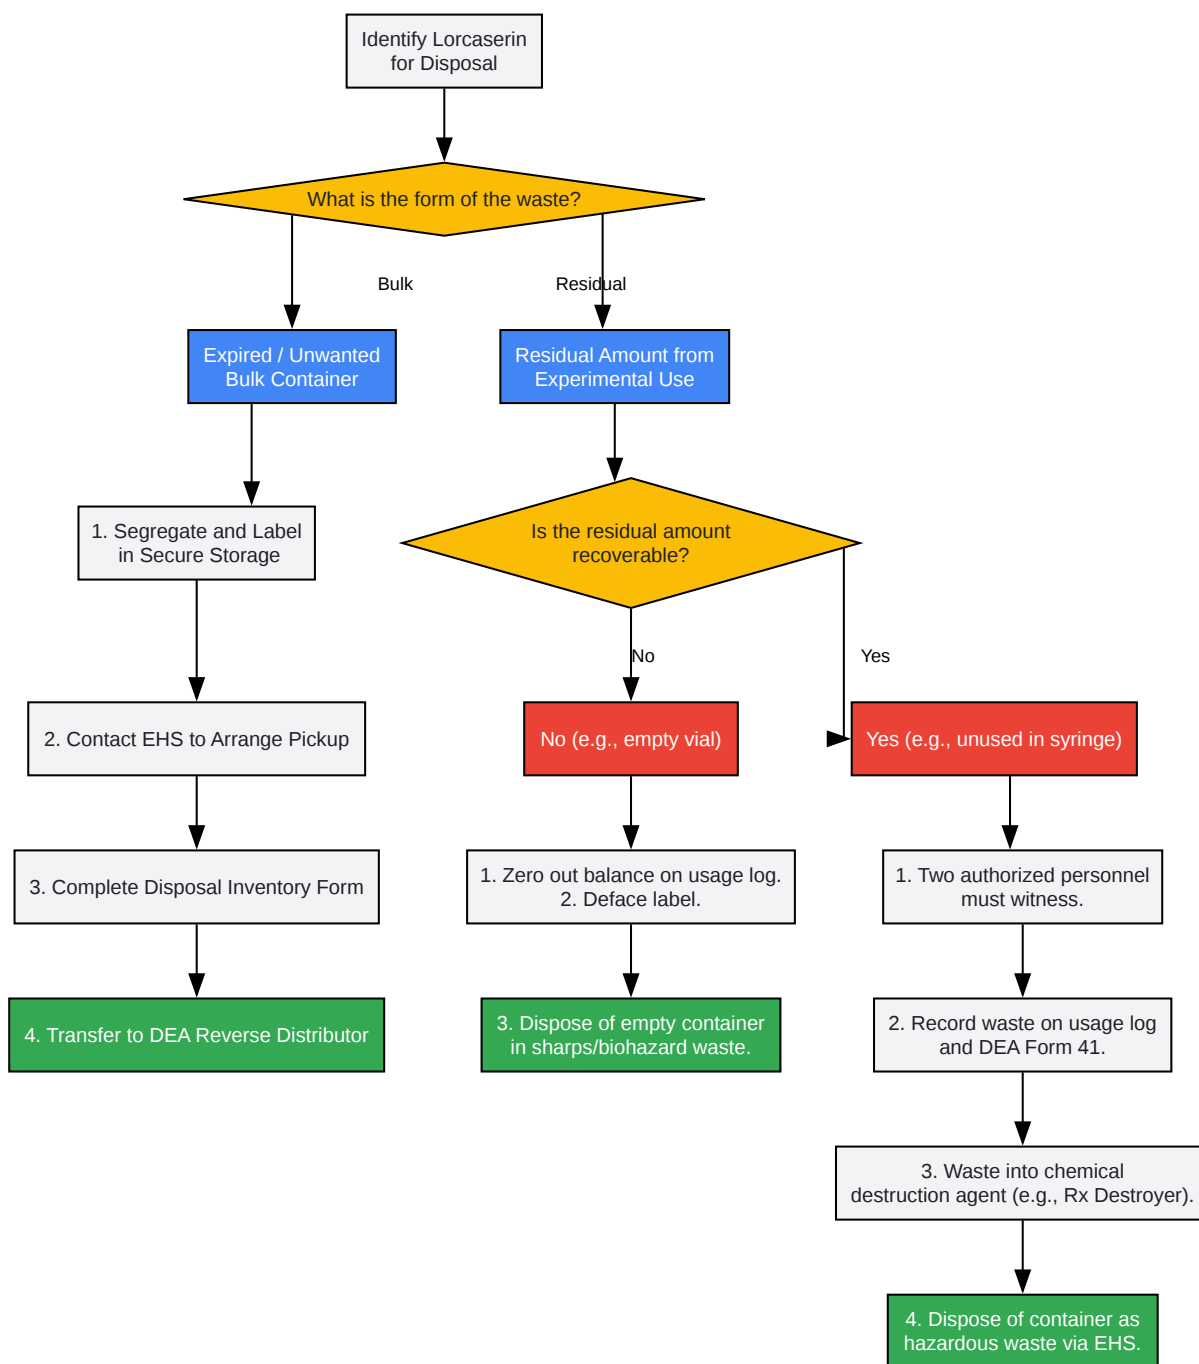 Identify Lorcaserin
for Disposal
What is the form of the waste?
Bulk
Residual
Expired / Unwanted
Bulk Container
Residual Amount from
Experimental Use
1. Segregate and Label
in Secure Storage
Is the residual amount
recoverable?
No
Yes
2. Contact EHS to Arrange Pickup
No (e.g., empty vial)
Yes (e.g., unused in syringe)
3. Complete Disposal Inventory Form
1. Zero out balance on usage log.
2. Deface label.
1. Two authorized personnel
must witness.
4. Transfer to DEA Reverse Distributor
3. Dispose of empty container
in sharps/biohazard waste.
2. Record waste on usage log
and DEA Form 41.
3. Waste into chemical
destruction agent (e.g., Rx Destroyer).
4. Dispose of container as
hazardous waste via EHS.